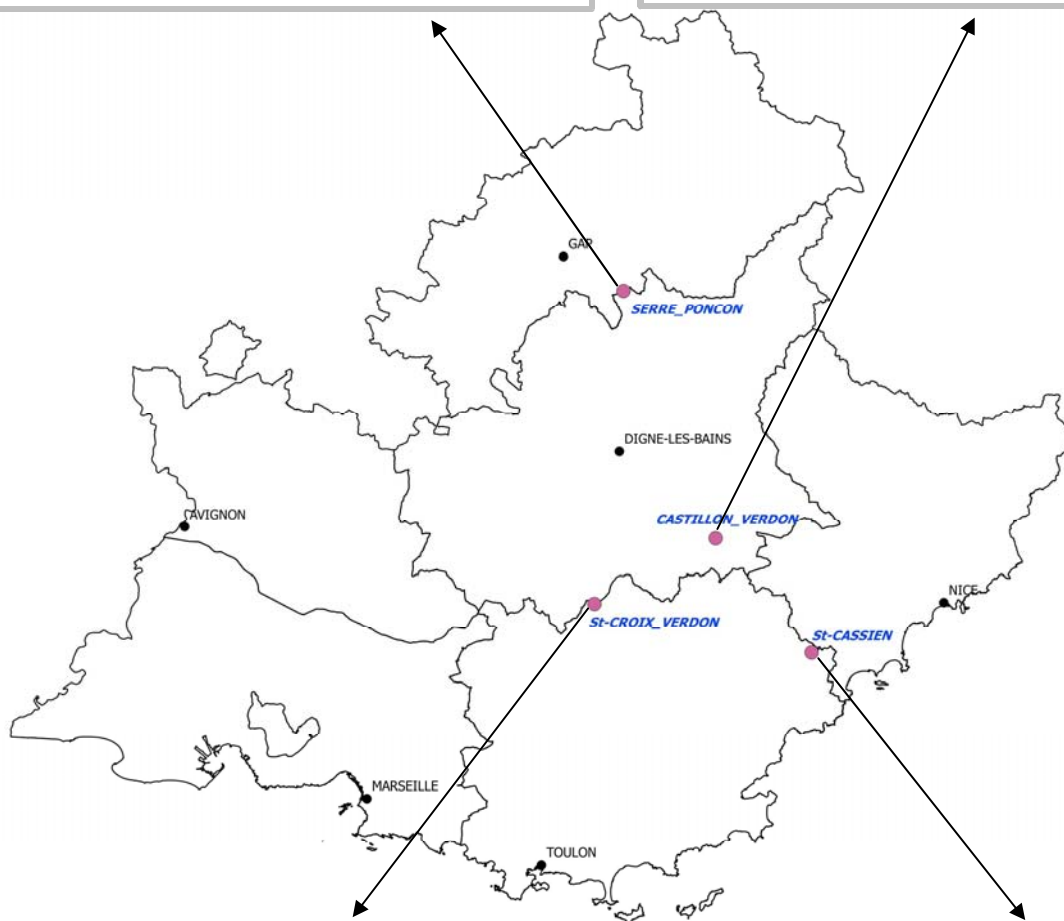 GAP
SERRE_PONCON
DIGNE-LES-BAINS
AVIGNON
CASTILLON_VERDON
NICE
St-CROIX_VERDON
St-CASSIEN
MARSEILLE
TOULON